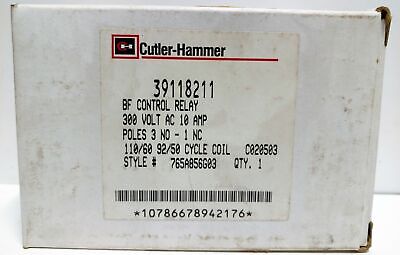 Cutler-Hammer
39118211
BF CONTROL RELAY
300 VOLT AC 10 AMP
POLES 3 NO - 1 NC
110/60 92/50 CYCLE COIL C020503
STYLE # 765A856G03 QTY. 1
*10786678942176*